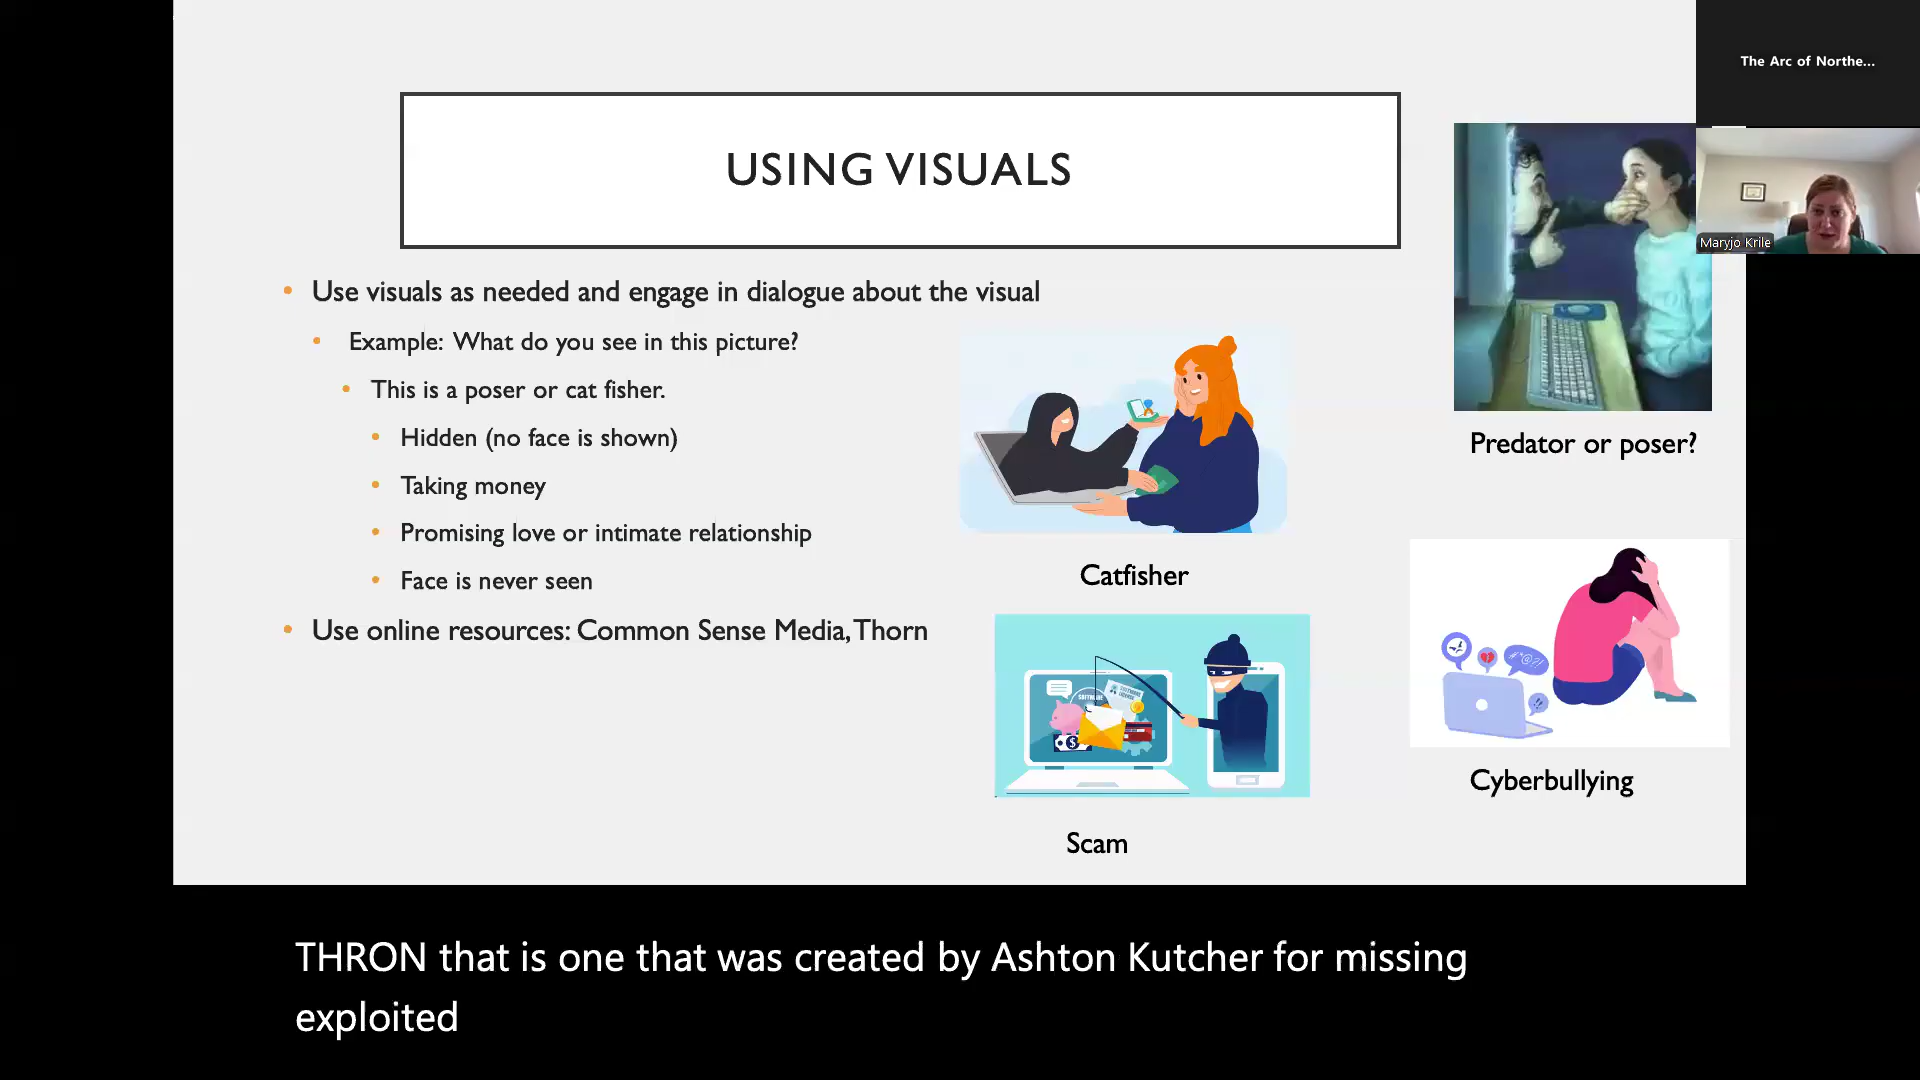 The Arc of Northe...
USING VISUALS
Maryjo Krile
Use visuals as needed and engage in dialogue about the visual
Example: What do you see in this picture?
This is a poser or cat fisher.
Hidden (no face is shown)
Taking money
Promising love or intimate relationship
Face is never seen
Use online resources: Common Sense Media, Thorn
Predator or poser?
Catfisher
SOFTWARE
#*@?!
!!
$
Cyberbullying
Scam
THRON that is one that was created by Ashton Kutcher for missing
exploited